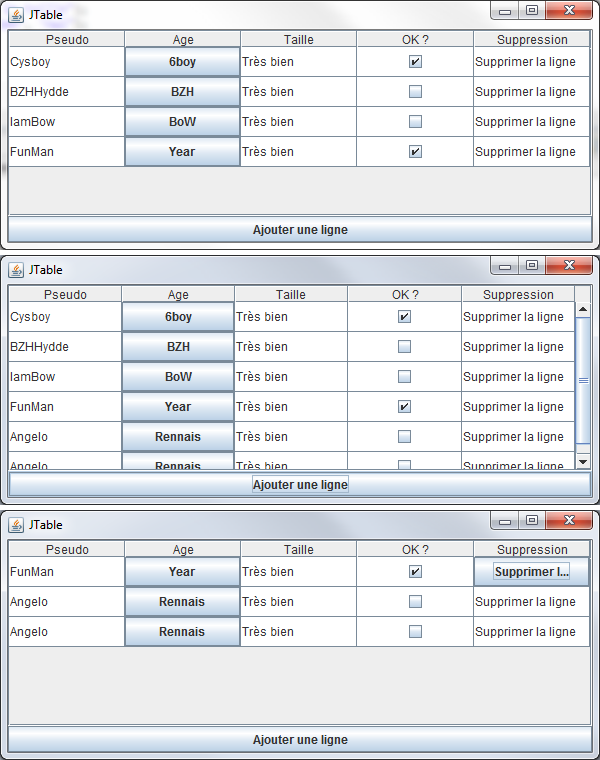 JTable
Pseudo Age Taille OK ? Suppression
Cysboy 6boy Très bien Supprimer la ligne
BZHHydde BZH Très bien Supprimer la ligne
IamBow BoW Très bien Supprimer la ligne
FunMan Year Très bien Supprimer la ligne
Ajouter une ligne
JTable
Pseudo Age Taille OK ? Suppression
Cysboy 6boy Très bien Supprimer la ligne
BZHHydde BZH Très bien Supprimer la ligne
IamBow BoW Très bien Supprimer la ligne
FunMan Year Très bien Supprimer la ligne
Angelo Rennais Très bien Supprimer la ligne
Angelo Rennais Très bien Supprimer la ligne
Ajouter une ligne
JTable
Pseudo Age Taille OK ? Suppression
FunMan Year Très bien Supprimer l...
Angelo Rennais Très bien Supprimer la ligne
Angelo Rennais Très bien Supprimer la ligne
Ajouter une ligne